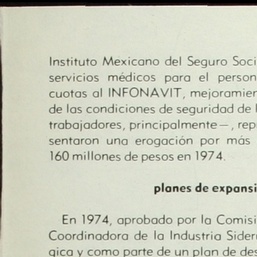 Instituto Mexicano del Seguro Soci
servicios médicos para el person
cuotas al INFONAVIT, mejoramien
de las condiciones de seguridad de l
trabajadores, principalmente—, rep
sentaron una erogación por más
160 millones de pesos en 1974.
planes de expansi
En 1974, aprobado por la Comisi
Coordinadora de la Industria Sider
gica y como parte de un plan de des